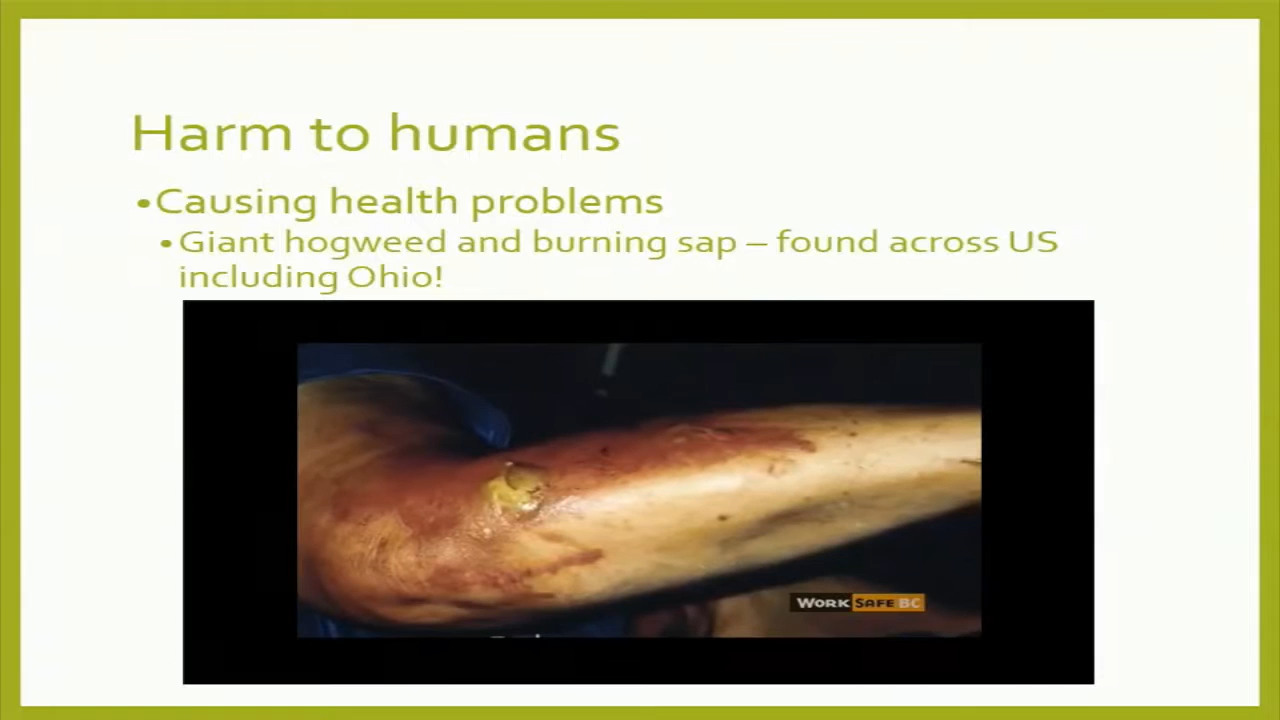 Harm to humans
•Causing health problems
•Giant hogweed and burning sap – found across US
including Ohio!
WORK SAFE BC